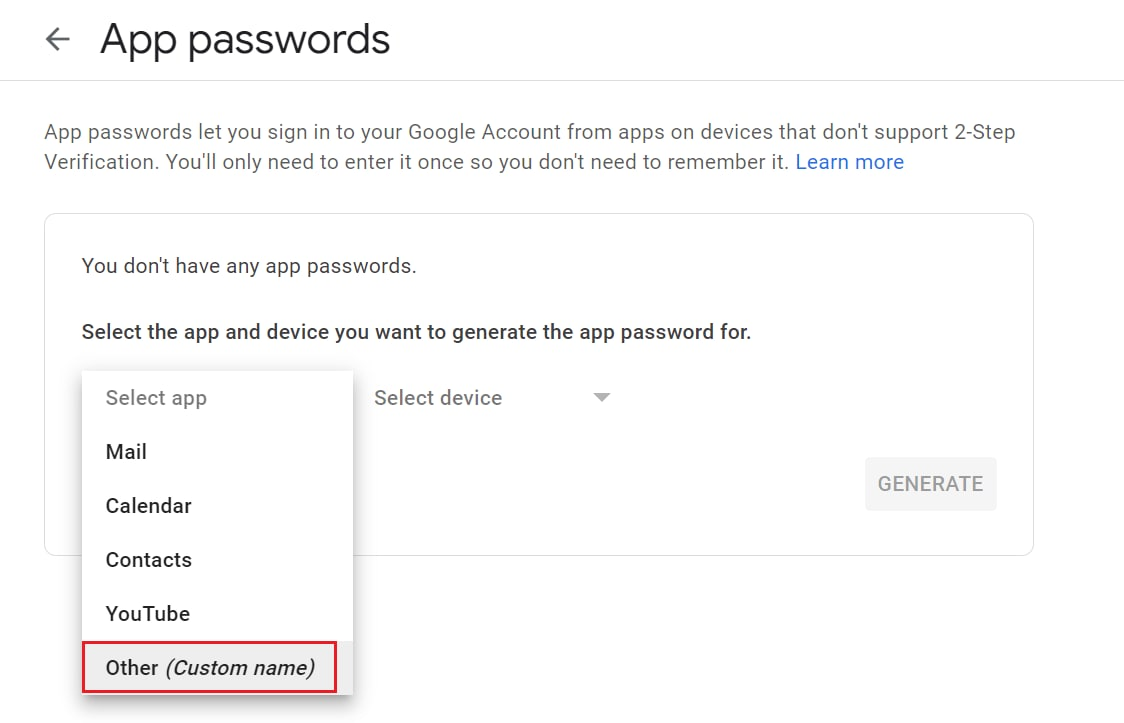 App passwords
App passwords let you sign in to your Google Account from apps on devices that don't support 2-Step
Verification. You'll only need to enter it once so you don't need to remember it. Learn more
You don't have any app passwords.
Select the app and device you want to generate the app password for.
Select app
Select device
Mail
Calendar
Contacts
YouTube
Other (Custom name)
GENERATE